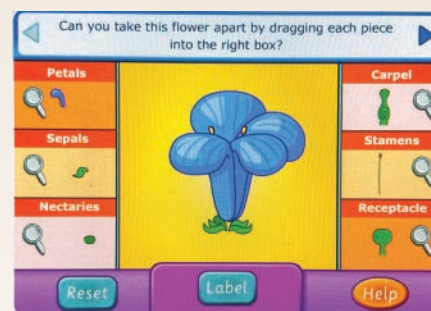 Can you take this flower apart by dragging each piece
into the right box?
Petals
Carpel
Sepals
Stamens
Nectaries
Receptacle
Reset
Label
Help